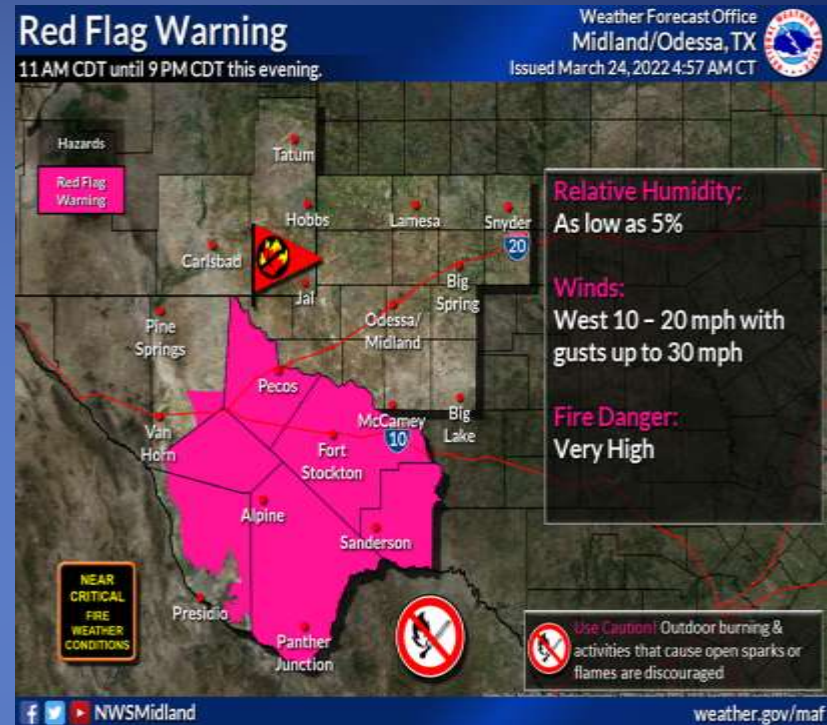 Red Flag Warning
11 AM CDT until 9 PM CDT this evening.
Weather Forecast Office
Midland/Odessa, TX
Issued March 24, 2022 4:57 AM CT
Hazards
Red Flag
Warning
Tatum
Hobbs
Lamesa
Snyder
20
Carlsbad
Jal
Big
Spring
Odessa/
Midland
Pine
Springs
Pecos
Van
Horn
McCamey
10
Big
Lake
Fort
Stockton
Alpine
Sanderson
Presidio
Panther
Junction
NEAR
CRITICAL
FIRE
WEATHER
CONDITIONS
Relative Humidity:
As low as 5%
Winds:
West 10 – 20 mph with
gusts up to 30 mph
Fire Danger:
Very High
Use Caution! Outdoor burning &
activities that cause open sparks or
flames are discouraged
NWSMidland
weather.gov/maf